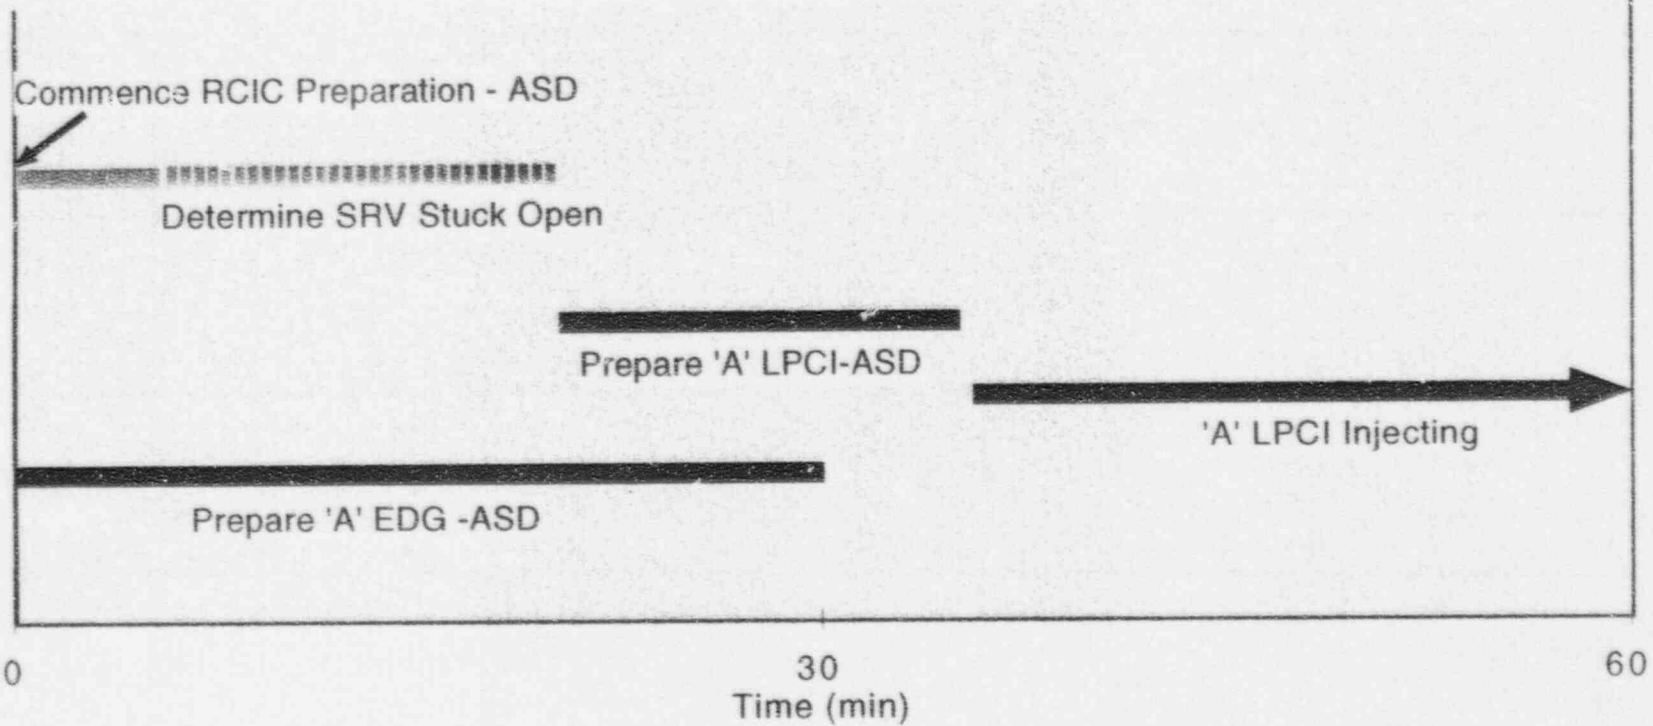 Commence RCIC Preparation - ASD
Determine SRV Stuck Open
Prepare 'A' LPCI-ASD
'A' LPCI Injecting
Prepare 'A' EDG -ASD
0 30 60
Time (min)